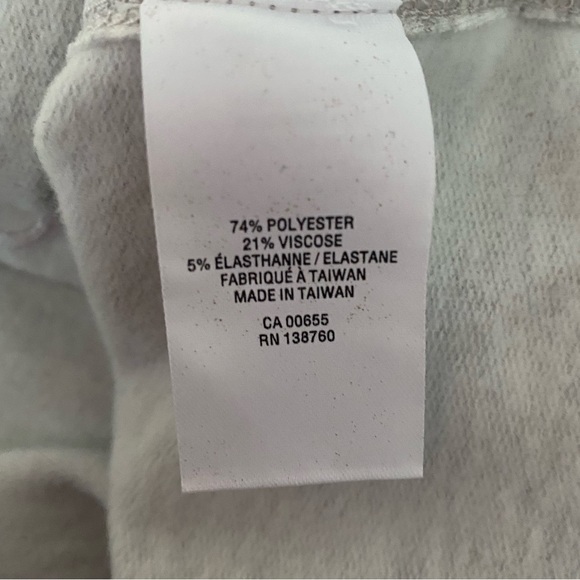 74% POLYESTER
21% VISCOSE
5% ÉLASTHANNE / ELASTANE
FABRIQUÉ À TAIWAN
MADE IN TAIWAN
CA 00655
RN 138760